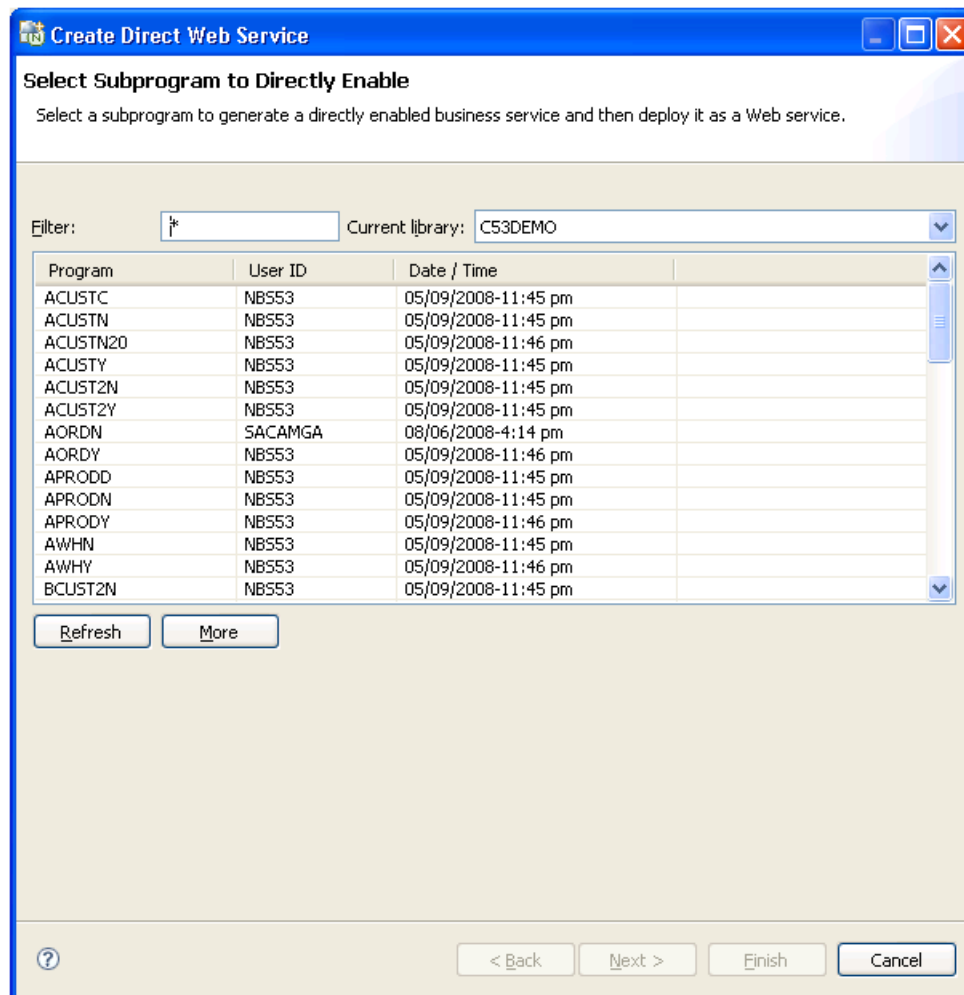 Create Direct Web Service
Select Subprogram to Directly Enable
Select a subprogram to generate a directly enabled business service and then deploy it as a Web service.
Filter: * Current library: C53DEMO
Program User ID Date / Time
ACUSTC NBS53 05/09/2008-11:45 pm
ACUSTN NBS53 05/09/2008-11:45 pm
ACUSTN20 NBS53 05/09/2008-11:46 pm
ACUSTY NBS53 05/09/2008-11:45 pm
ACUST2N NBS53 05/09/2008-11:45 pm
ACUST2Y NBS53 05/09/2008-11:45 pm
AORDN SACAMGA 08/06/2008-4:14 pm
AORDY NBS53 05/09/2008-11:46 pm
APRODD NBS53 05/09/2008-11:45 pm
APRODN NBS53 05/09/2008-11:45 pm
APRODY NBS53 05/09/2008-11:46 pm
AWHN NBS53 05/09/2008-11:45 pm
AWHY NBS53 05/09/2008-11:46 pm
BCUST2N NBS53 05/09/2008-11:45 pm
Refresh More
? < Back Next > Finish Cancel